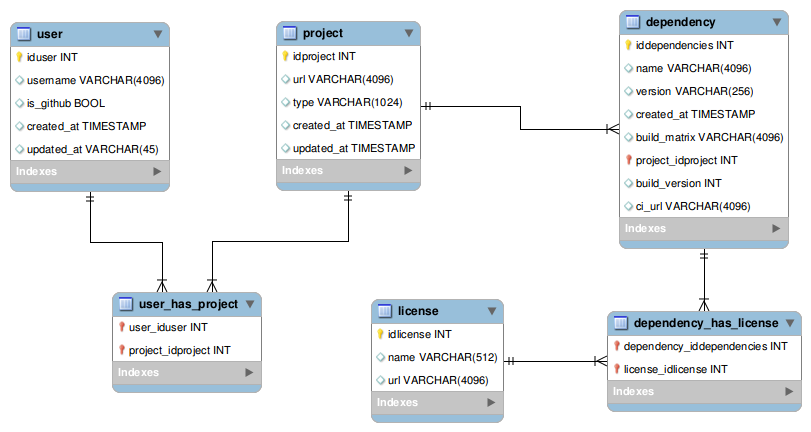 user
iduser INT
username VARCHAR(4096)
is_github BOOL
created_at TIMESTAMP
updated_at VARCHAR(45)
Indexes
project
idproject INT
url VARCHAR(4096)
type VARCHAR(1024)
created_at TIMESTAMP
updated_at TIMESTAMP
Indexes
dependency
iddependencies INT
name VARCHAR(4096)
version VARCHAR(256)
created_at TIMESTAMP
build_matrix VARCHAR(4096)
project_idproject INT
build_version INT
ci_url VARCHAR(4096)
Indexes
user_has_project
user_iduser INT
project_idproject INT
Indexes
license
idlicense INT
name VARCHAR(512)
url VARCHAR(4096)
Indexes
dependency_has_license
dependency_iddependencies INT
license_idlicense INT
Indexes